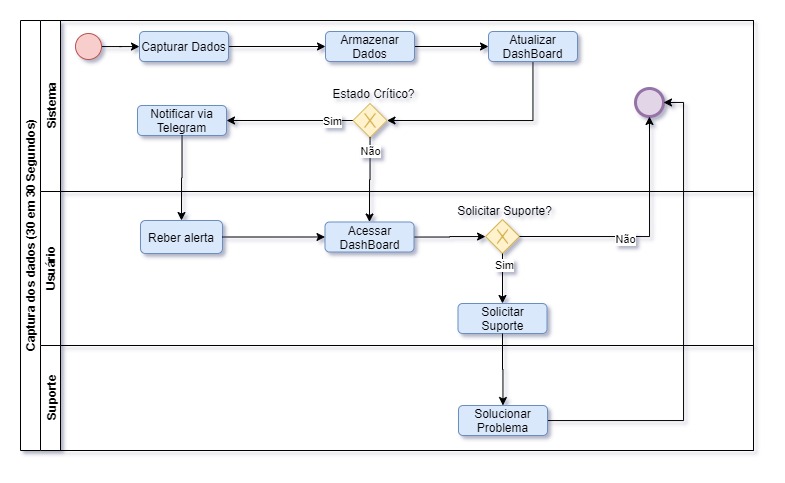 Captura dos dados (30 em 30 Segundos)
Sistema
Capturar Dados
Armazenar
Dados
Atualizar
DashBoard
Estado Crítico?
Notificar via
Telegram
Sim
Não
Usuário
Reber alerta
Acessar
DashBoard
Solicitar Suporte?
Não
Sim
Solicitar
Suporte
Suporte
Solucionar
Problema